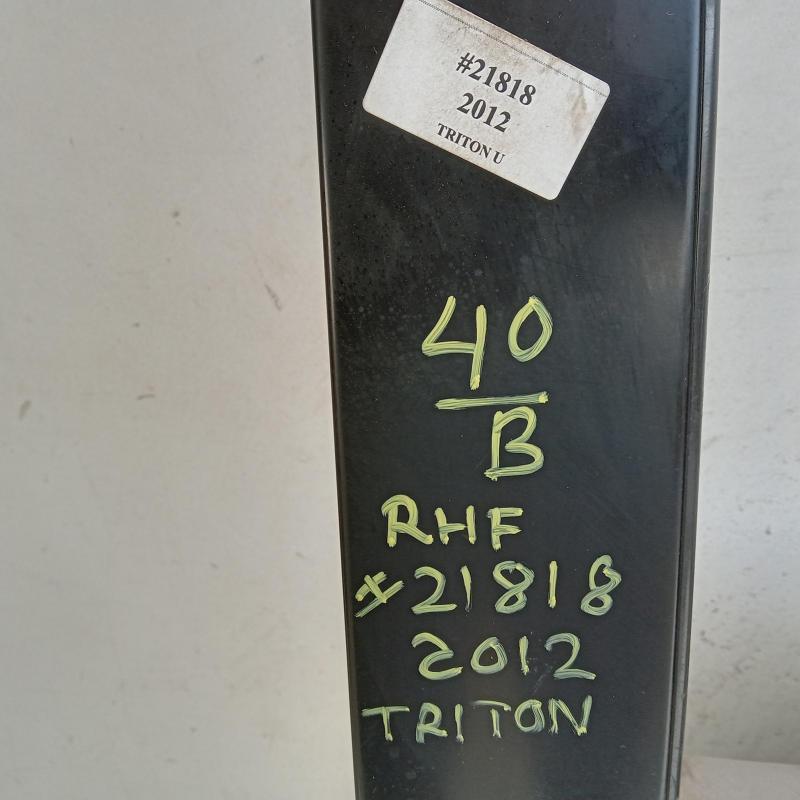 #21818
2012
TRITON U
40
B
RHF
#21818
2012
TRITON